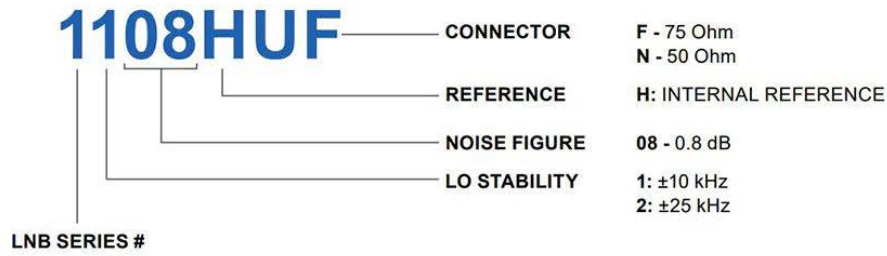 1108HUF
CONNECTOR F - 75 Ohm
N - 50 Ohm
REFERENCE H: INTERNAL REFERENCE
NOISE FIGURE 08 - 0.8 dB
LO STABILITY 1: ±10 kHz
2: ±25 kHz
LNB SERIES #